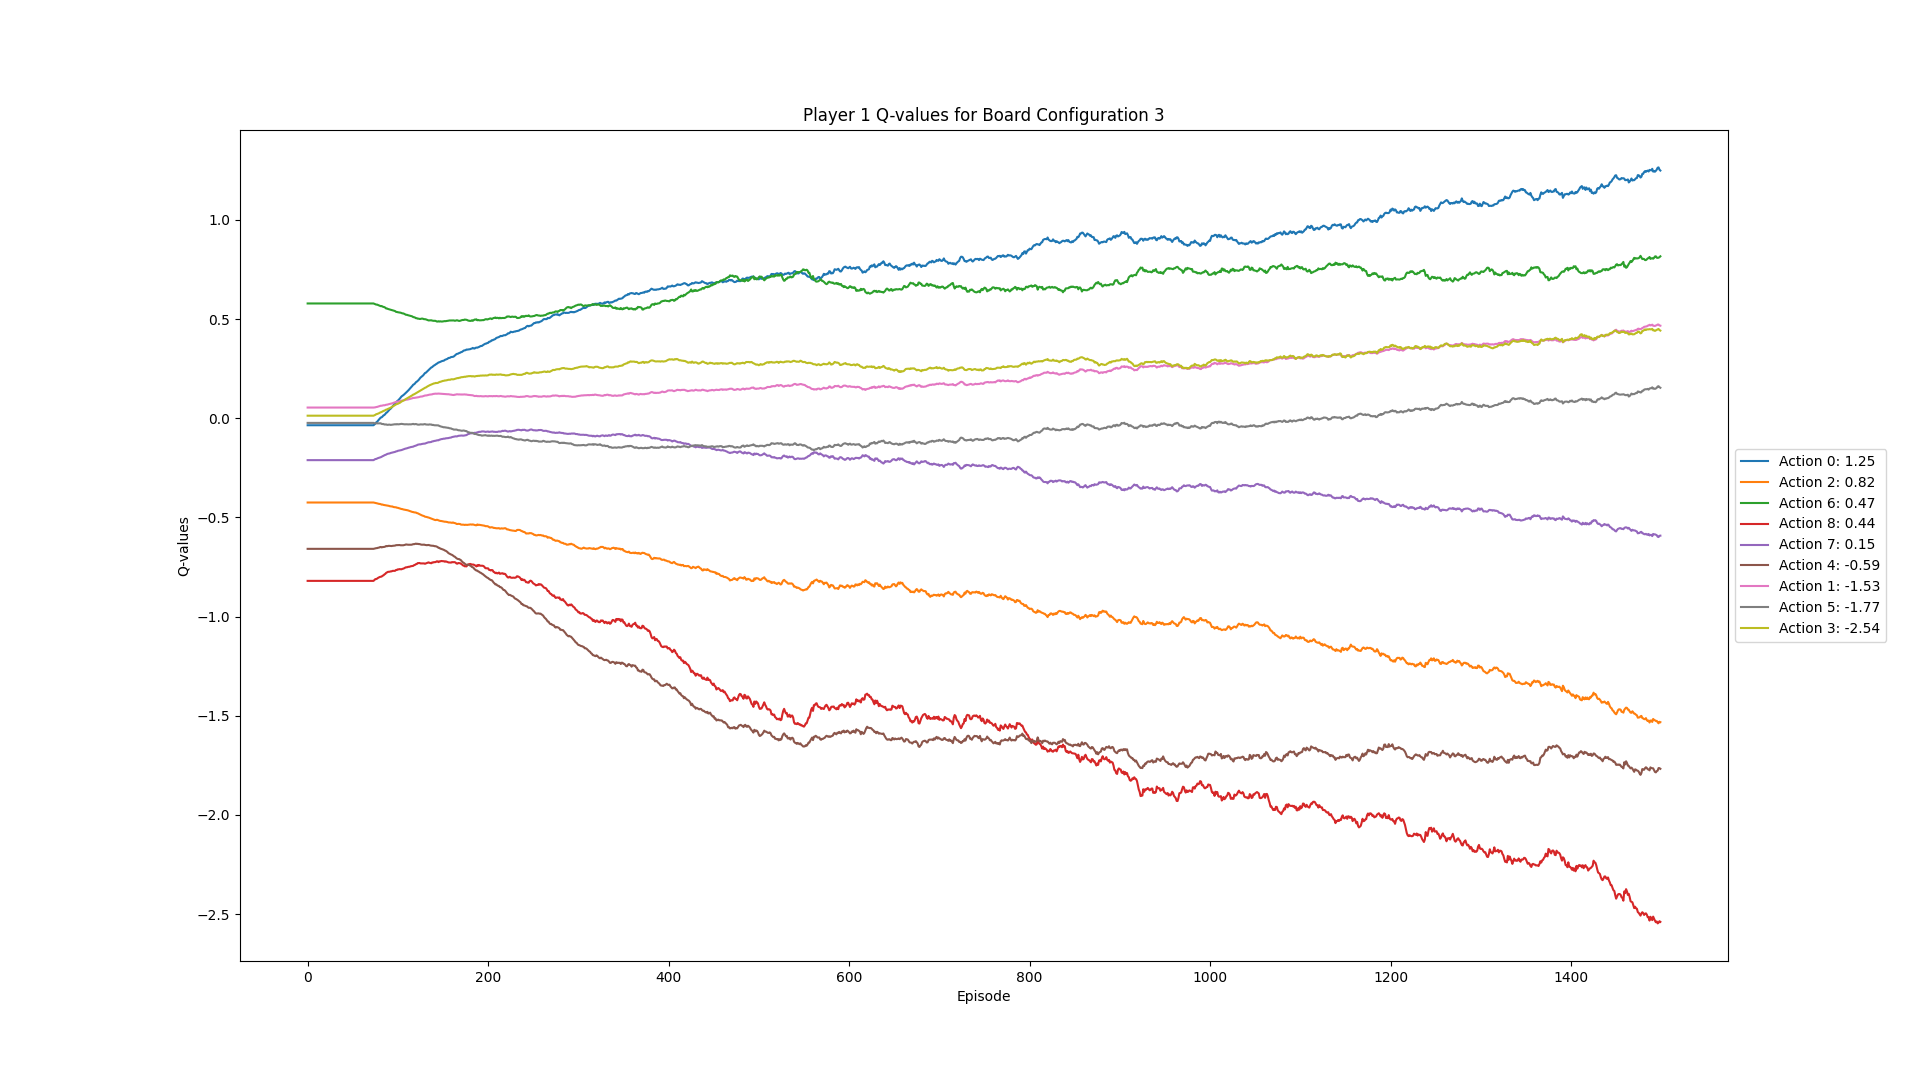 Player 1 Q-values for Board Configuration 3
1.0
0.5
0.0
−0.5
−1.0
−1.5
−2.0
−2.5
Q-values
0 200 400 600 800 1000 1200 1400
Episode
Action 0: 1.25
Action 2: 0.82
Action 6: 0.47
Action 8: 0.44
Action 7: 0.15
Action 4: -0.59
Action 1: -1.53
Action 5: -1.77
Action 3: -2.54